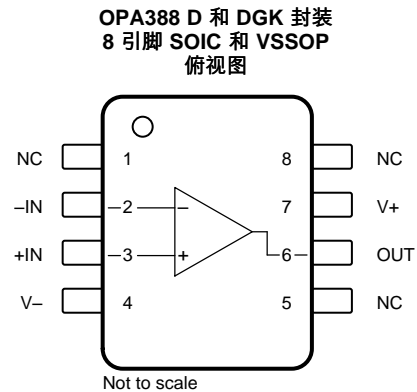 OPA388 D 和 DGK 封装
8 引脚 SOIC 和 VSSOP
俯视图
NC 1 8 NC
–IN 2 – 7 V+
+IN 3 + 6 OUT
V– 4 5 NC
Not to scale